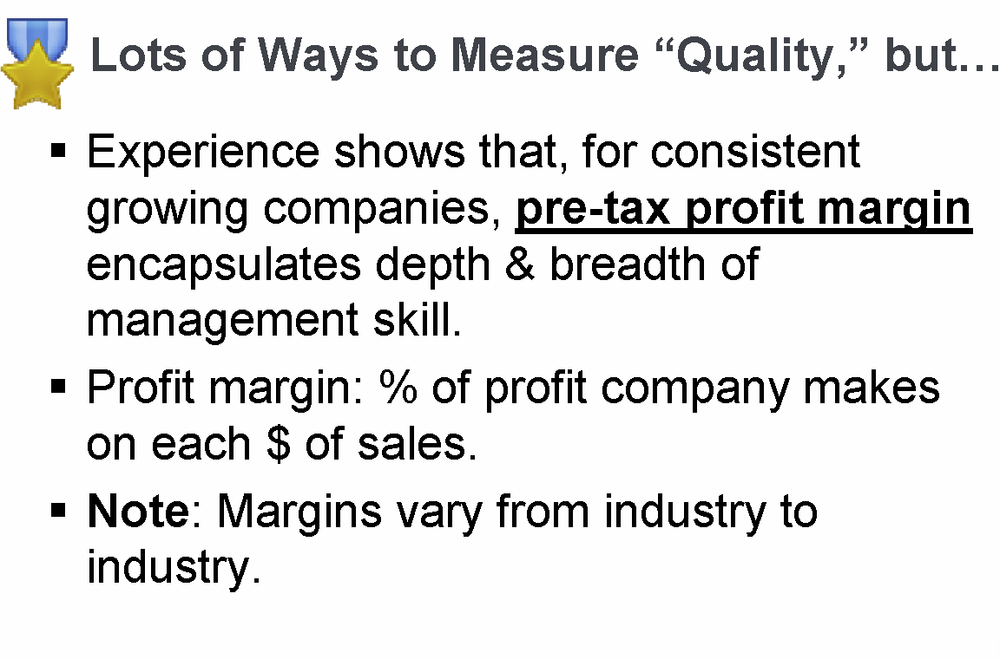 Lots of Ways to Measure “Quality,” but…
▪ Experience shows that, for consistent
growing companies, pre-tax profit margin
encapsulates depth & breadth of
management skill.
▪ Profit margin: % of profit company makes
on each $ of sales.
▪ Note: Margins vary from industry to
industry.